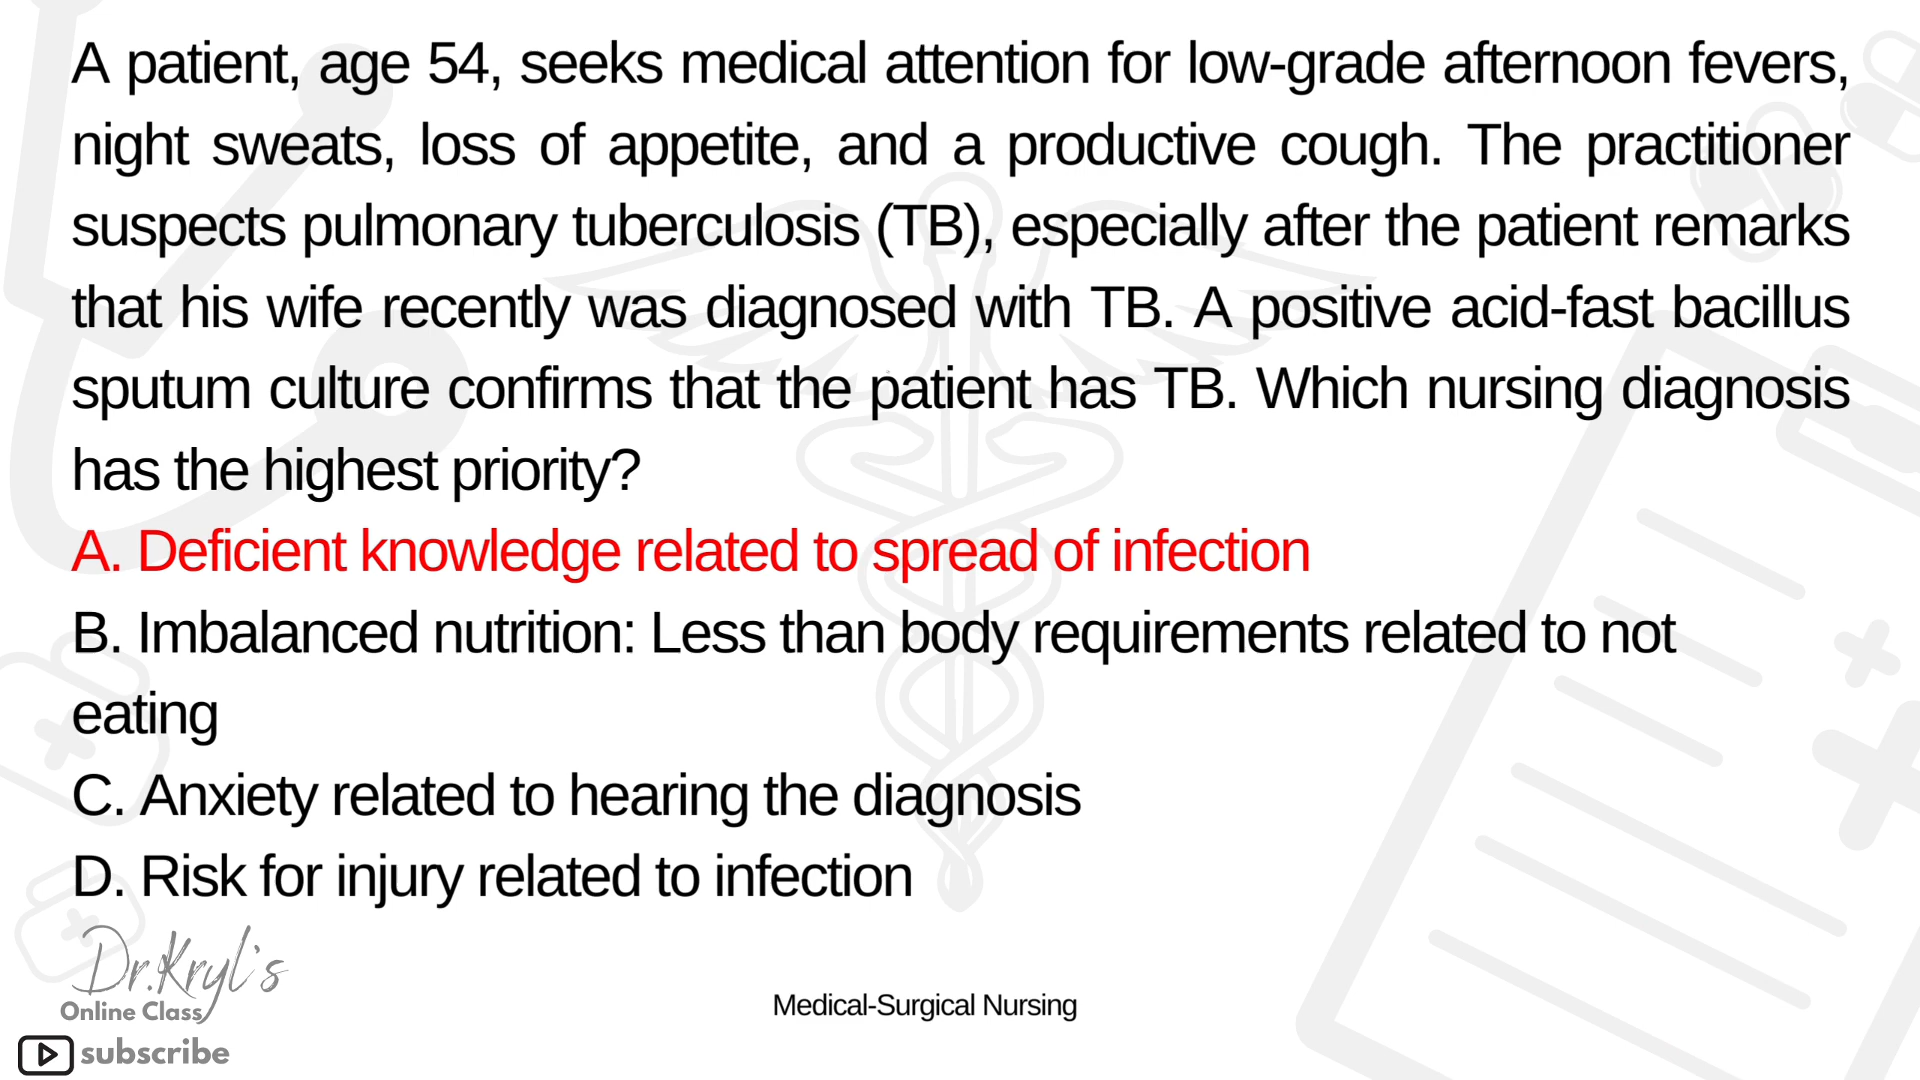 A patient, age 54, seeks medical attention for low-grade afternoon fevers,
night sweats, loss of appetite, and a productive cough. The practitioner
suspects pulmonary tuberculosis (TB), especially after the patient remarks
that his wife recently was diagnosed with TB. A positive acid-fast bacillus
sputum culture confirms that the patient has TB. Which nursing diagnosis
has the highest priority?
A. Deficient knowledge related to spread of infection
B. Imbalanced nutrition: Less than body requirements related to not
eating
C. Anxiety related to hearing the diagnosis
D. Risk for injury related to infection
Dr.Kryl's
Online Class
subscribe
Medical-Surgical Nursing